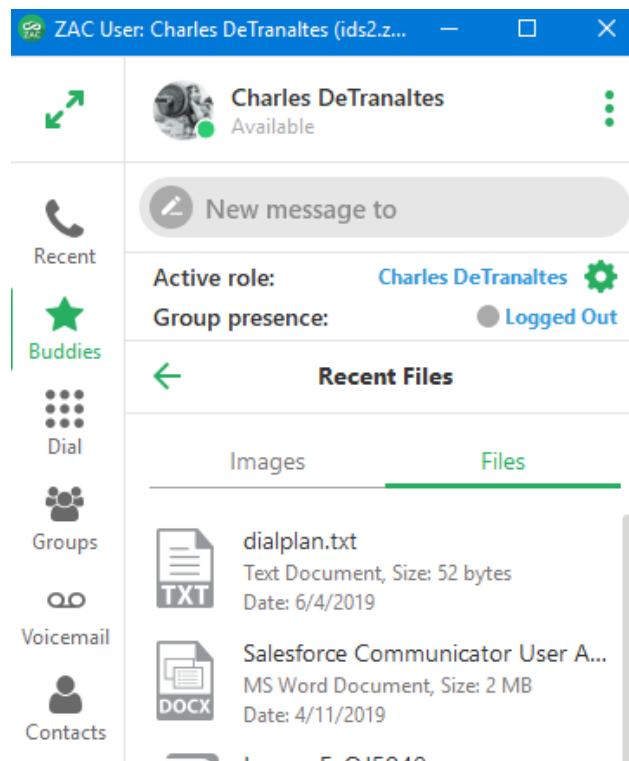 ZAC User: Charles DeTranaltes (ids2.z...
Charles DeTranaltes
Available
New message to
Active role: Charles DeTranaltes
Group presence: Logged Out
Recent Files
Images Files
dialplan.txt
Text Document, Size: 52 bytes
Date: 6/4/2019
TXT
Salesforce Communicator User A...
MS Word Document, Size: 2 MB
Date: 4/11/2019
DOCX
Recent
Buddies
Dial
Groups
Voicemail
Contacts